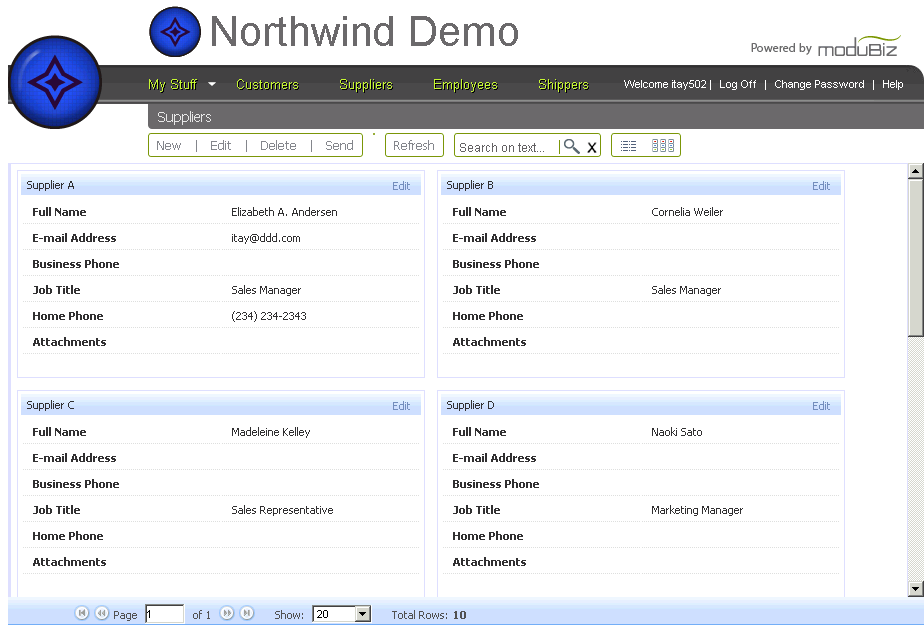 Northwind Demo
Powered by moduBiz
My Stuff Customers Suppliers Employees Shippers Welcome itay502 | Log Off | Change Password | Help
Suppliers
New | Edit | Delete | Send Refresh Search on text... | X
Supplier A Edit
Full Name Elizabeth A. Andersen
E-mail Address itay@ddd.com
Business Phone
Job Title Sales Manager
Home Phone (234) 234-2343
Attachments
Supplier B Edit
Full Name Cornelia Weiler
E-mail Address
Business Phone
Job Title Sales Manager
Home Phone
Attachments
Supplier C Edit
Full Name Madeleine Kelley
E-mail Address
Business Phone
Job Title Sales Representative
Home Phone
Attachments
Supplier D Edit
Full Name Naoki Sato
E-mail Address
Business Phone
Job Title Marketing Manager
Home Phone
Attachments
Page 1 of 1 Show: 20 Total Rows: 10